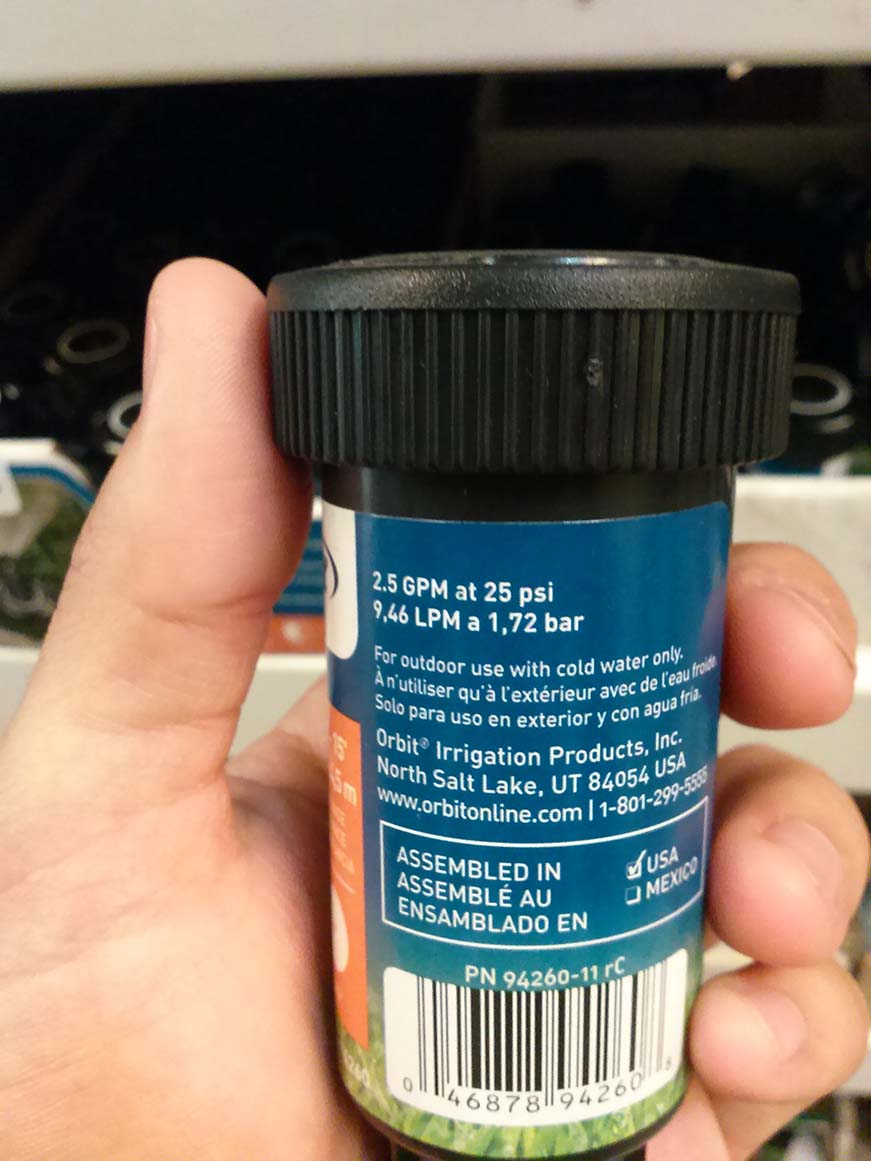 2.5 GPM at 25 psi
9,46 LPM a 1,72 bar
For outdoor use with cold water only.
À n'utiliser qu'à l'extérieur avec de l'eau froide.
Solo para uso en exterior y con agua fria.
Orbit® Irrigation Products, Inc.
North Salt Lake, UT 84054 USA
www.orbitonline.com | 1-801-299-5555
15'
ASSEMBLED IN
ASSEMBLÉ AU
ENSAMBLADO EN
USA
MEXICO
PN 94260-11 rC
0 46878 94260 8